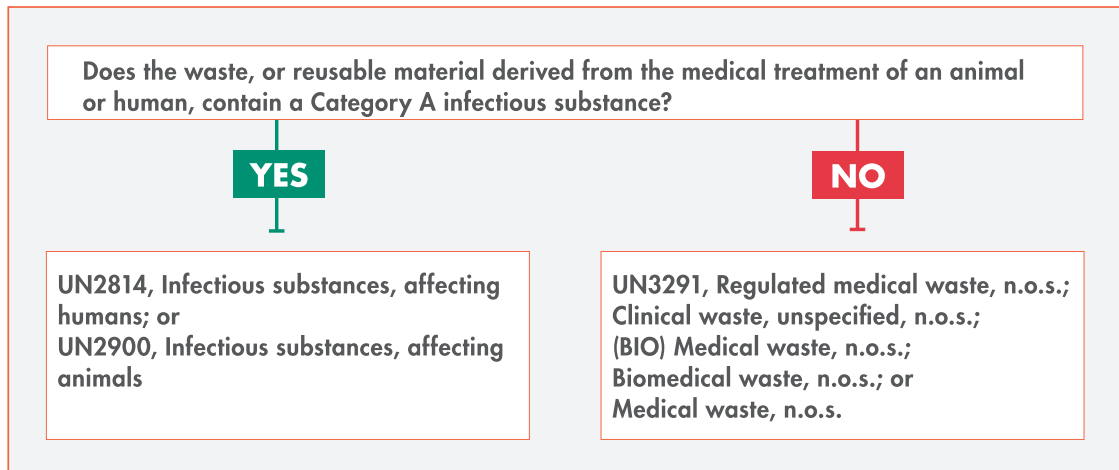 Does the waste, or reusable material derived from the medical treatment of an animal
or human, contain a Category A infectious substance?
YES
NO
UN2814, Infectious substances, affecting
humans; or
UN2900, Infectious substances, affecting
animals
UN3291, Regulated medical waste, n.o.s.;
Clinical waste, unspecified, n.o.s.;
(BIO) Medical waste, n.o.s.;
Biomedical waste, n.o.s.; or
Medical waste, n.o.s.